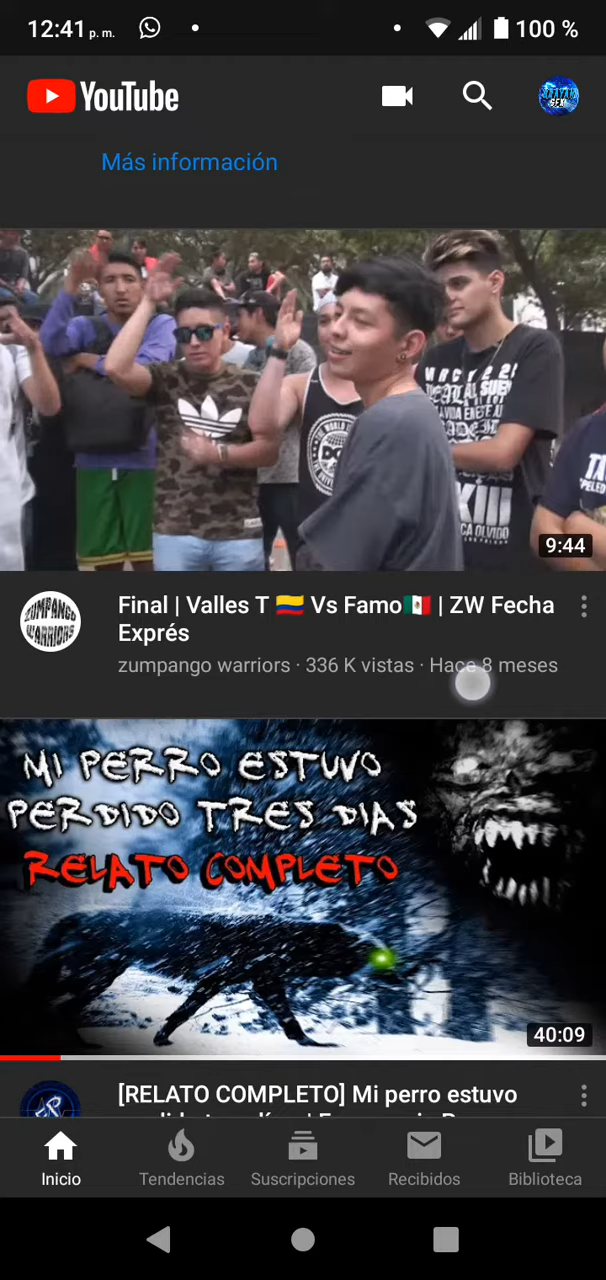 12:41 p. m. 100 %
YouTube
Más información
9:44
ZUMPANGO
WARRIORS
Final | Valles T 🇨🇴 Vs Famo🇲🇽 | ZW Fecha
Exprés
zumpango warriors · 336 K vistas · Hace 8 meses
MI PERRO ESTUVO
PERDIDO TRES DIAS
RELATO COMPLETO
40:09
[RELATO COMPLETO] Mi perro estuvo
Inicio Tendencias Suscripciones Recibidos Biblioteca